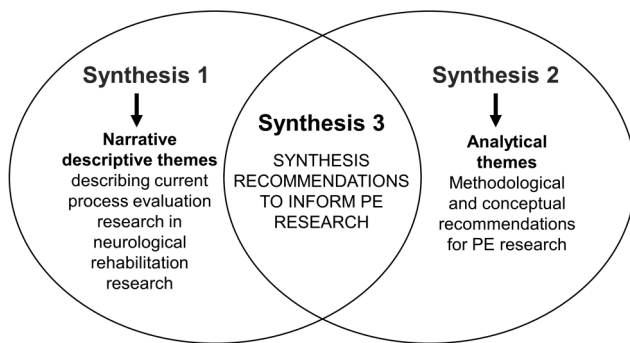 Synthesis 1
Narrative
descriptive themes
describing current
process evaluation
research in
neurological
rehabilitation
research
Synthesis 3
SYNTHESIS
RECOMMENDATIONS
TO INFORM PE
RESEARCH
Synthesis 2
Analytical
themes
Methodological
and conceptual
recommendations
for PE research